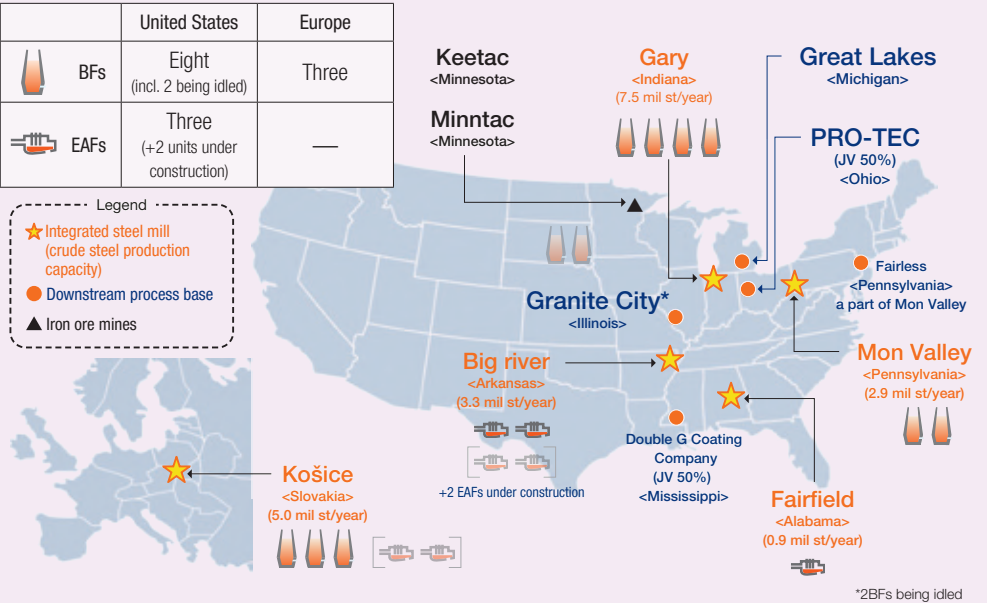 United States
Europe
BFs
Eight
(incl. 2 being idled)
Three
EAFs
Three
(+2 units under
construction)
—
Legend
Integrated steel mill
(crude steel production
capacity)
Downstream process base
Iron ore mines
Keetac
<Minnesota>
Minntac
<Minnesota>
Gary
<Indiana>
(7.5 mil st/year)
Great Lakes
<Michigan>
PRO-TEC
(JV 50%)
<Ohio>
Fairless
<Pennsylvania>
a part of Mon Valley
Granite City*
<Illinois>
Big river
<Arkansas>
(3.3 mil st/year)
+2 EAFs under construction
Mon Valley
<Pennsylvania>
(2.9 mil st/year)
Double G Coating
Company
(JV 50%)
<Mississippi>
Fairfield
<Alabama>
(0.9 mil st/year)
Košice
<Slovakia>
(5.0 mil st/year)
*2BFs being idled